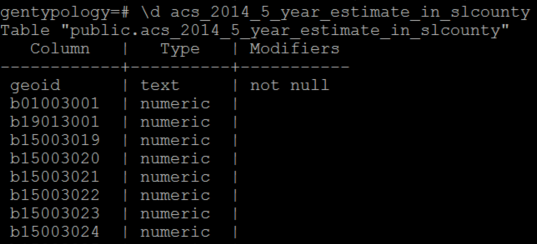 gentypology=# \d acs_2014_5_year_estimate_in_slcounty
Table "public.acs_2014_5_year_estimate_in_slcounty"
   Column   |   Type    | Modifiers
------------+-----------+-----------
 geoid      | text      | not null
 b01003001  | numeric   |
 b19013001  | numeric   |
 b15003019  | numeric   |
 b15003020  | numeric   |
 b15003021  | numeric   |
 b15003022  | numeric   |
 b15003023  | numeric   |
 b15003024  | numeric   |